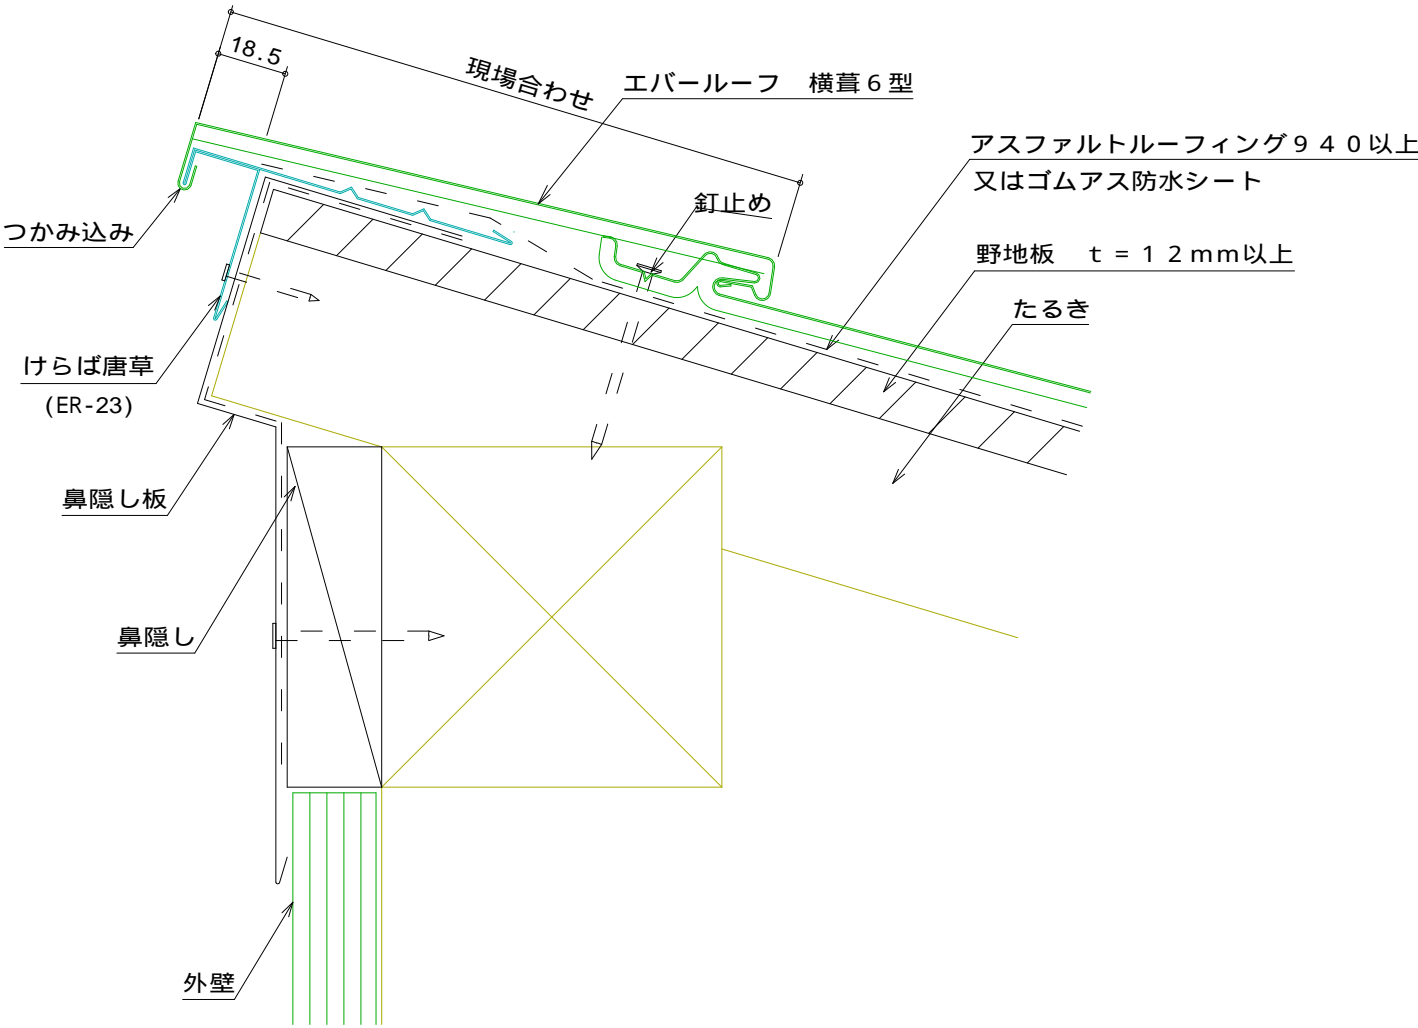 18.5
現場合わせ
エバールーフ　横葺６型
アスファルトルーフィング９４０以上
又はゴムアス防水シート
釘止め
つかみ込み
野地板　ｔ＝１２ｍｍ以上
たるき
けらば唐草
(ER-23)
鼻隠し板
鼻隠し
外壁